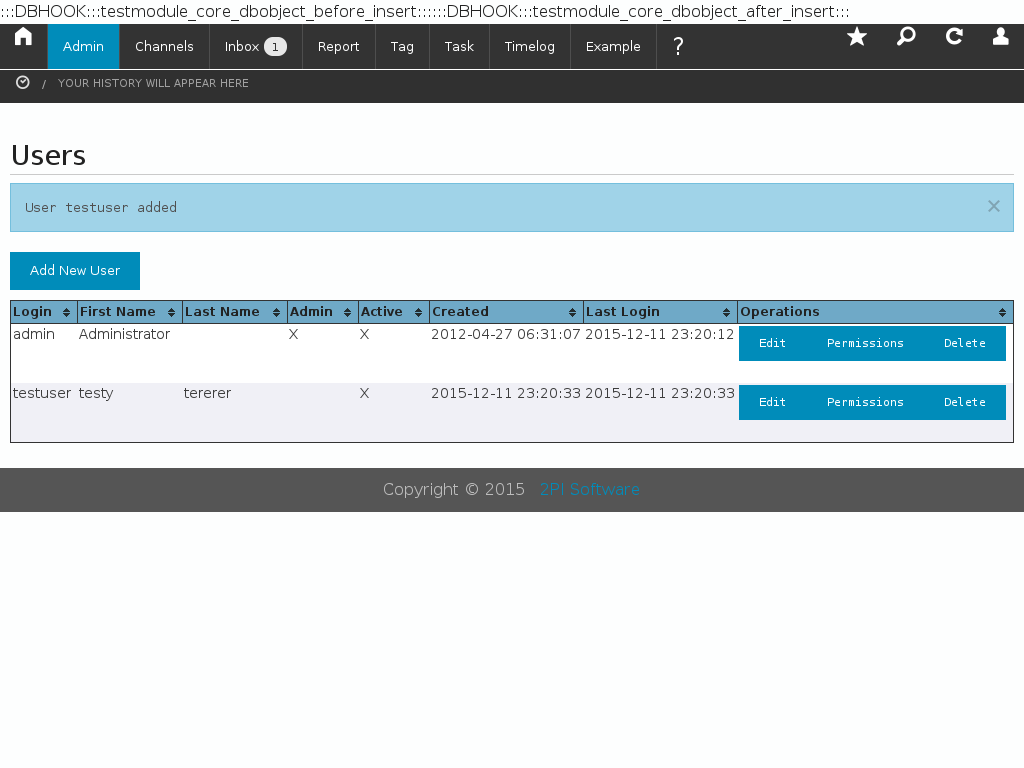 :::DBHOOK:::testmodule_core_dbobject_before_insert::::::DBHOOK:::testmodule_core_dbobject_after_insert:::
Admin Channels Inbox 1 Report Tag Task Timelog Example ?
/ YOUR HISTORY WILL APPEAR HERE
Users
User testuser added ×
Add New User
Login First Name Last Name Admin Active Created Last Login Operations
admin Administrator X X 2012-04-27 06:31:07 2015-12-11 23:20:12 Edit Permissions Delete
testuser testy tererer X 2015-12-11 23:20:33 2015-12-11 23:20:33 Edit Permissions Delete
Copyright © 2015 2PI Software